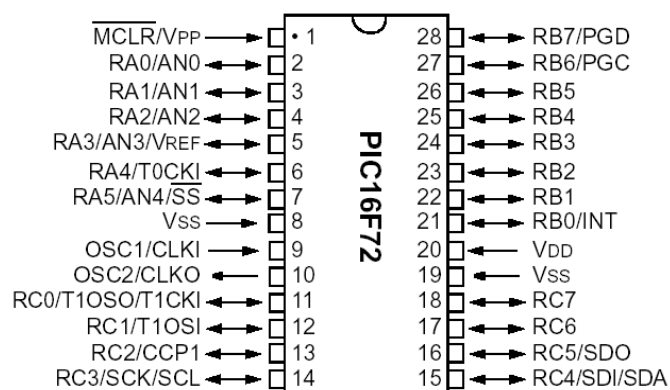 MCLR/VPP • 1 28 RB7/PGD
RA0/AN0 2 27 RB6/PGC
RA1/AN1 3 26 RB5
RA2/AN2 4 25 RB4
RA3/AN3/VREF 5 24 RB3
RA4/T0CKI 6 23 RB2
RA5/AN4/SS 7 22 RB1
VSS 8 21 RB0/INT
OSC1/CLKI 9 20 VDD
OSC2/CLKO 10 19 VSS
RC0/T1OSO/T1CKI 11 18 RC7
RC1/T1OSI 12 17 RC6
RC2/CCP1 13 16 RC5/SDO
RC3/SCK/SCL 14 15 RC4/SDI/SDA
PIC16F72